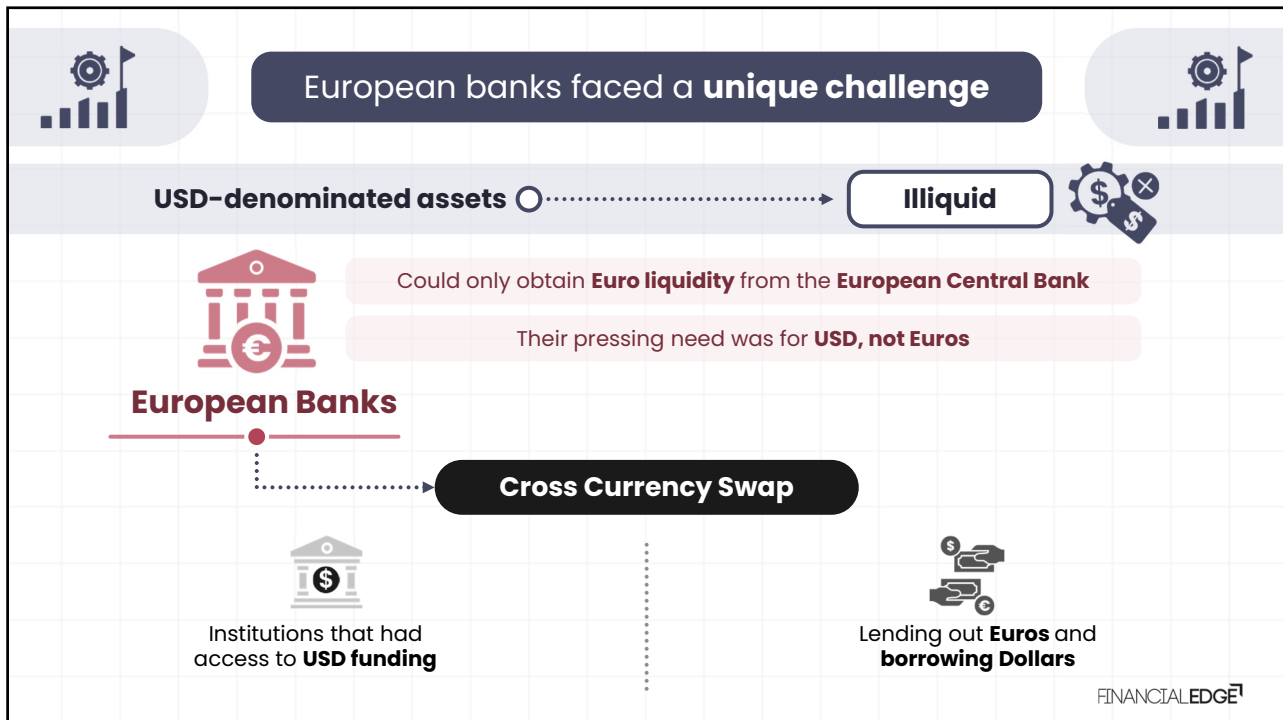 European banks faced a unique challenge
USD-denominated assets
Illiquid
$
$
Could only obtain Euro liquidity from the European Central Bank
Their pressing need was for USD, not Euros
€
European Banks
Cross Currency Swap
$
Institutions that had
access to USD funding
$
€
Lending out Euros and
borrowing Dollars
FINANCIALEDGE